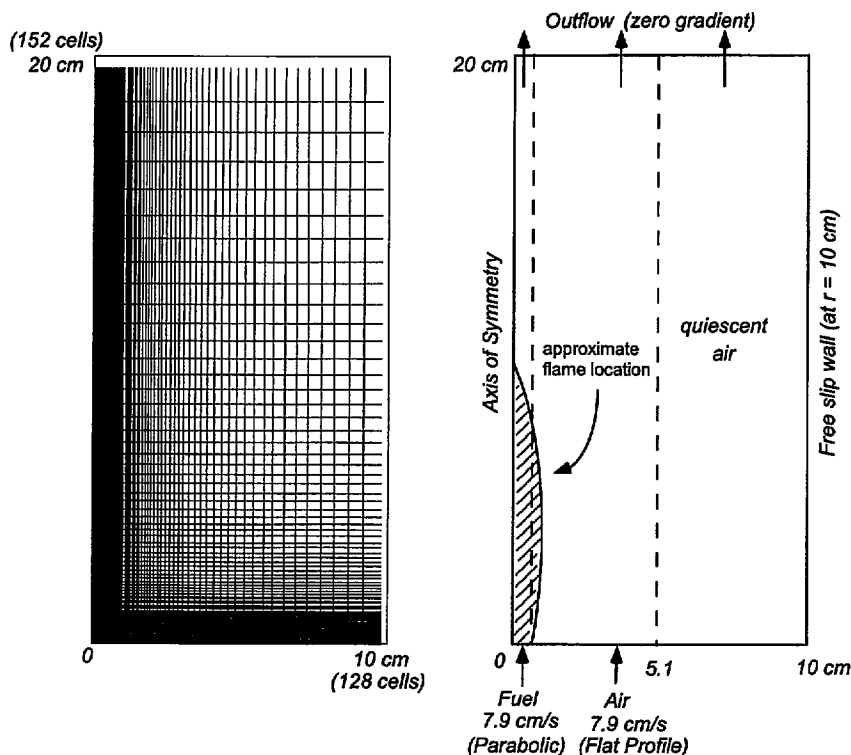 (152 cells)
20 cm
0
10 cm
(128 cells)
Outflow (zero gradient)
20 cm
Axis of Symmetry
approximate
flame location
quiescent
air
Free slip wall (at r = 10 cm)
0
5.1
10 cm
Fuel
7.9 cm/s
(Parabolic)
Air
7.9 cm/s
(Flat Profile)